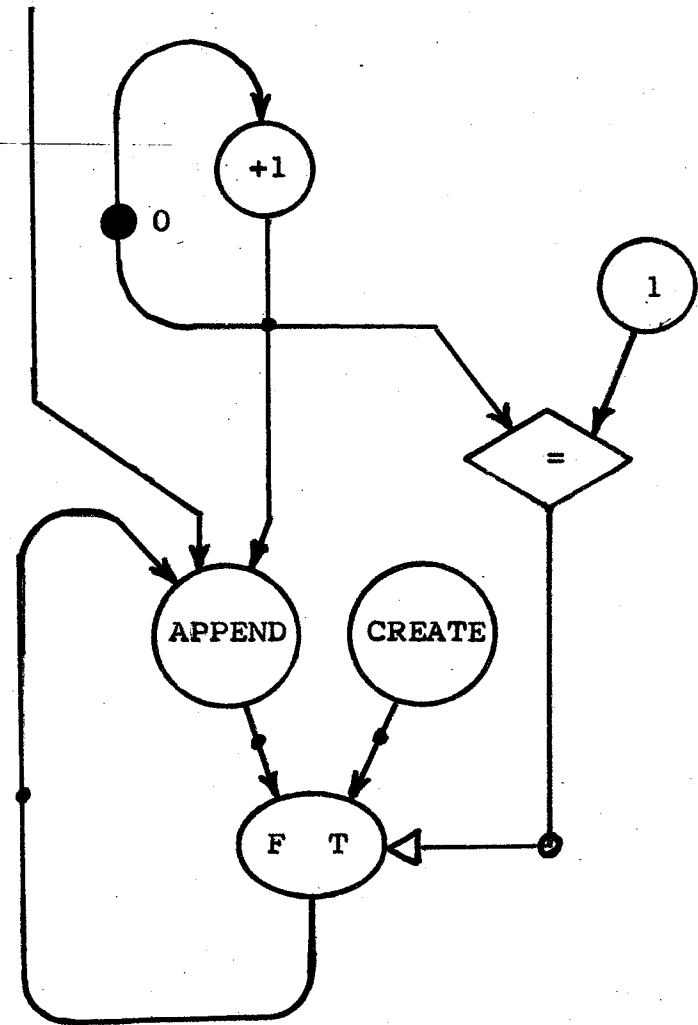 +1
0
1
=
APPEND
CREATE
F T